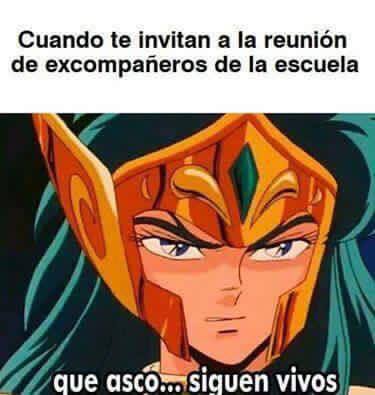 Cuando te invitan a la reunión
de excompañeros de la escuela
que asco... siguen vivos